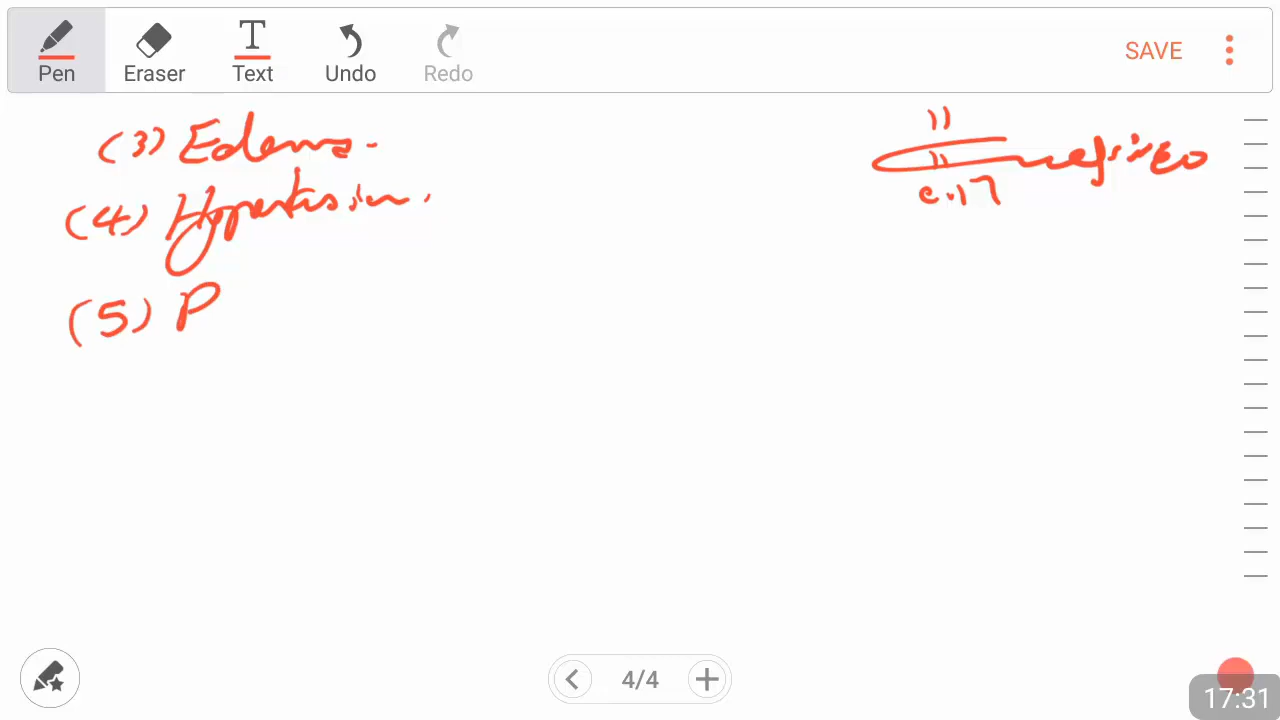 Pen Eraser Text Undo Redo SAVE
(3) Edema.
(4) Hypertension.
(5) P
4/4
17:31